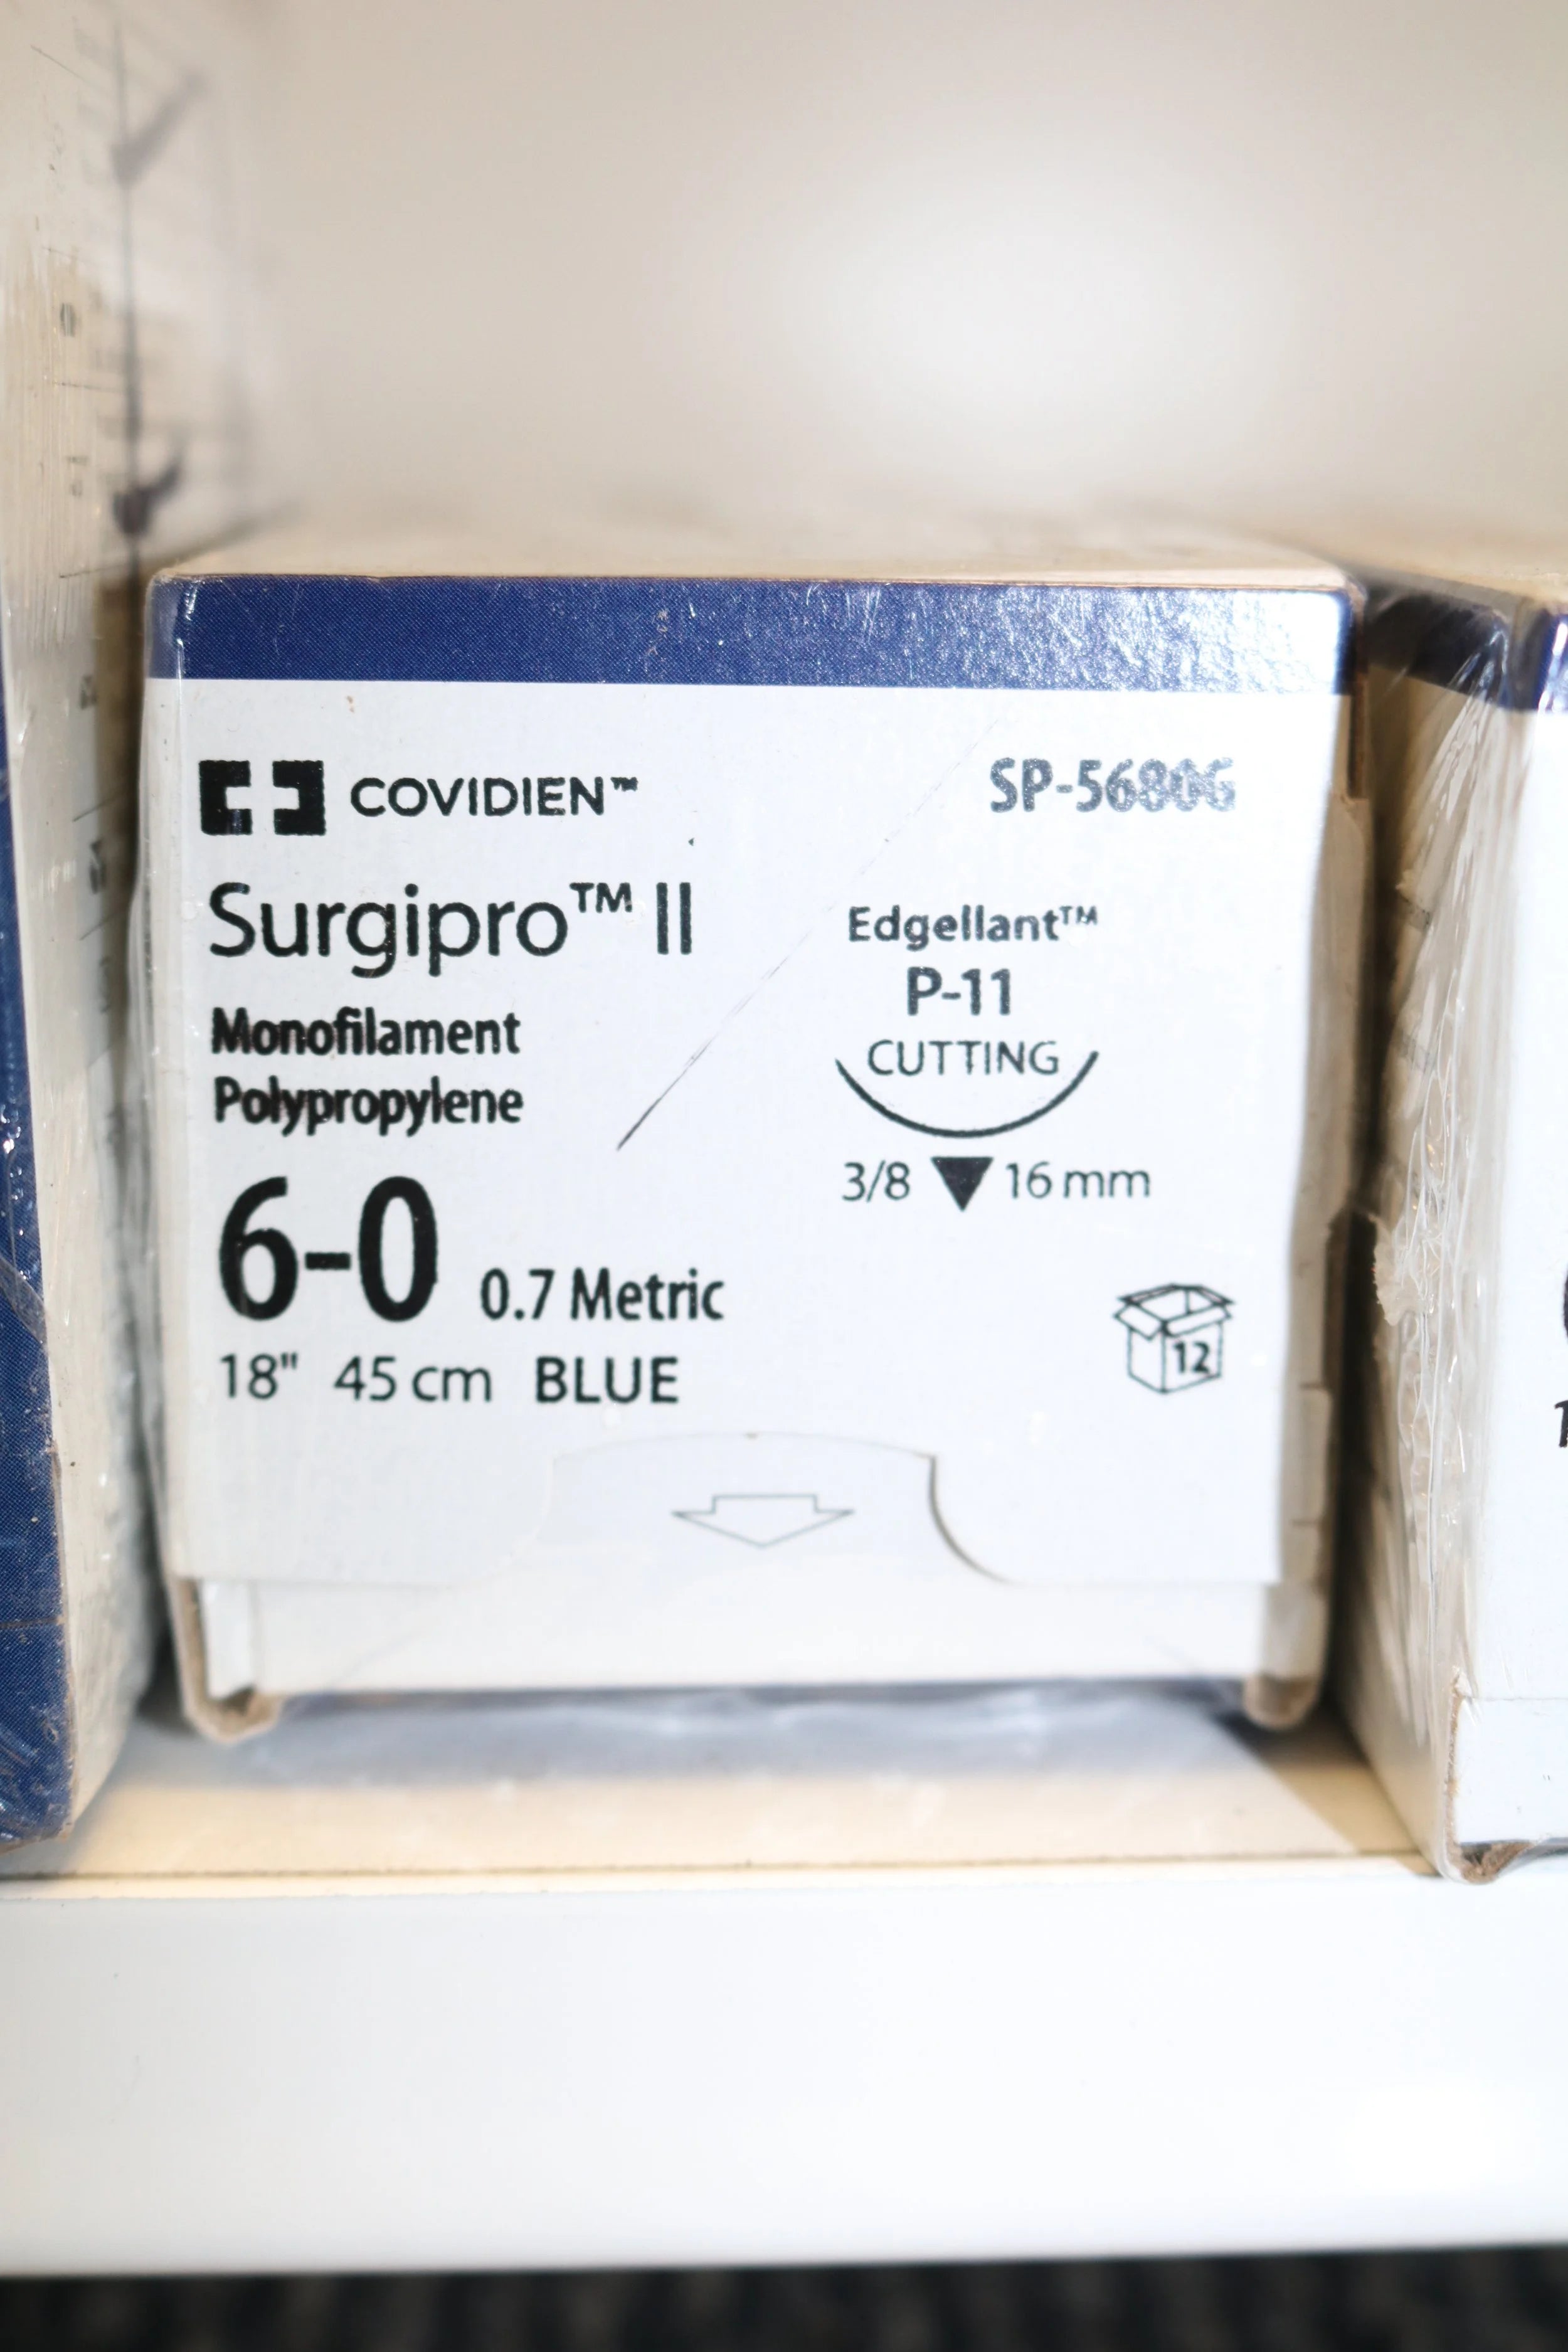 COVIDIEN™
SP-5680G
Surgipro™ II
Monofilament
Polypropylene
6-0 0.7 Metric
18" 45 cm BLUE
Edgellant™
P-11
CUTTING
3/8 ▼ 16 mm
12